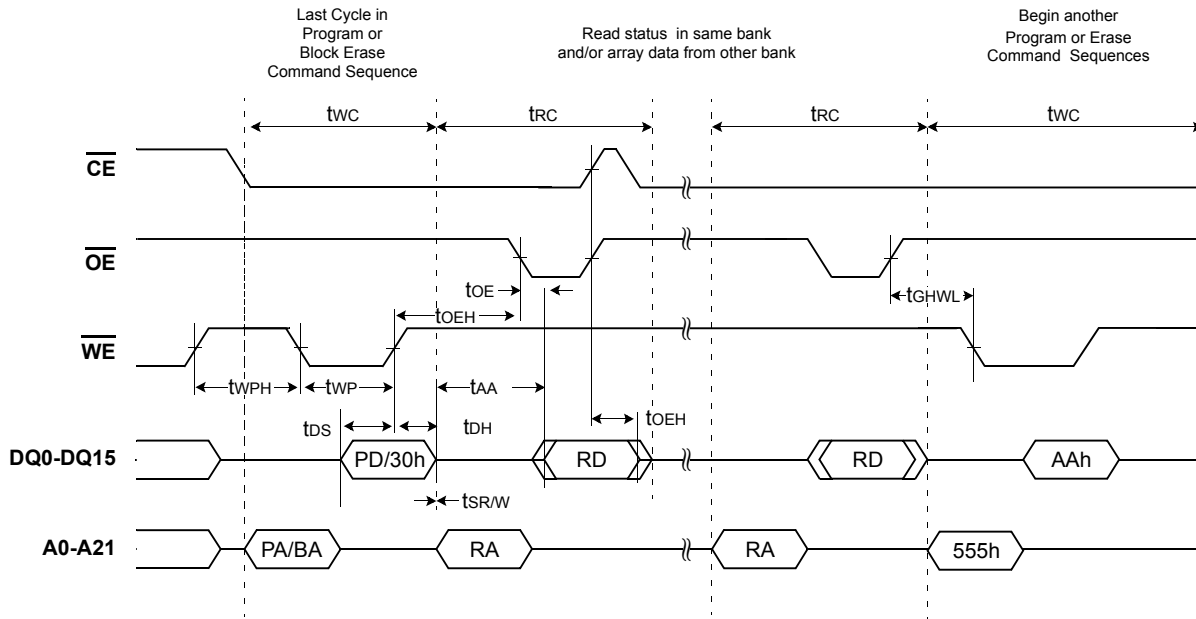 Last Cycle in
Program or
Block Erase
Command Sequence
Read status in same bank
and/or array data from other bank
Begin another
Program or Erase
Command Sequences
tWC
tRC
tRC
tWC
CE
OE
tOE
tGHWL
tOEH
WE
tWPH
tWP
tAA
tOEH
tDS
tDH
DQ0-DQ15
PD/30h
RD
RD
AAh
tSR/W
A0-A21
PA/BA
RA
RA
555h